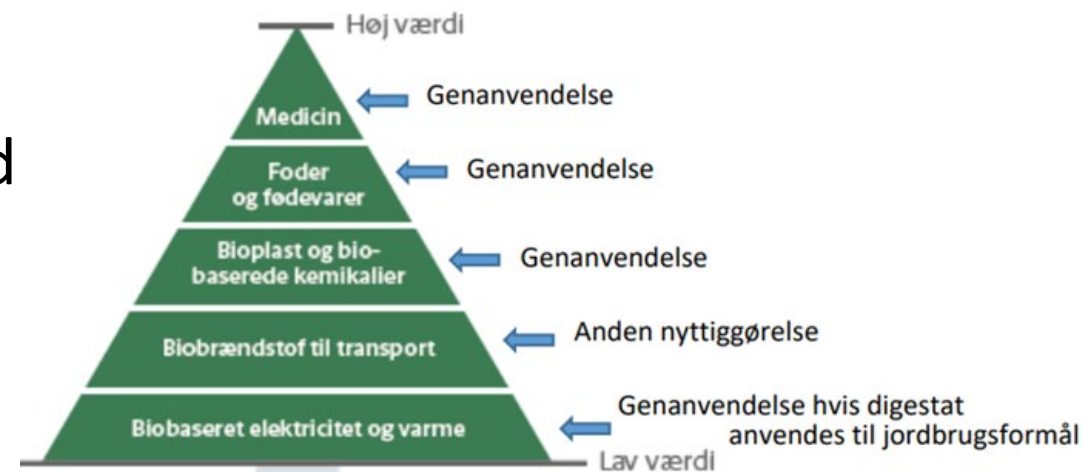 Høj værdi
Medicin
Genanvendelse
d
Foder
og fødevarer
Genanvendelse
Bioplast og bio-
baserede kemikalier
Genanvendelse
Biobrændstof til transport
Anden nyttiggørelse
Biobaseret elektricitet og varme
Genanvendelse hvis digestat
anvendes til jordbrugsformål
Lav værdi